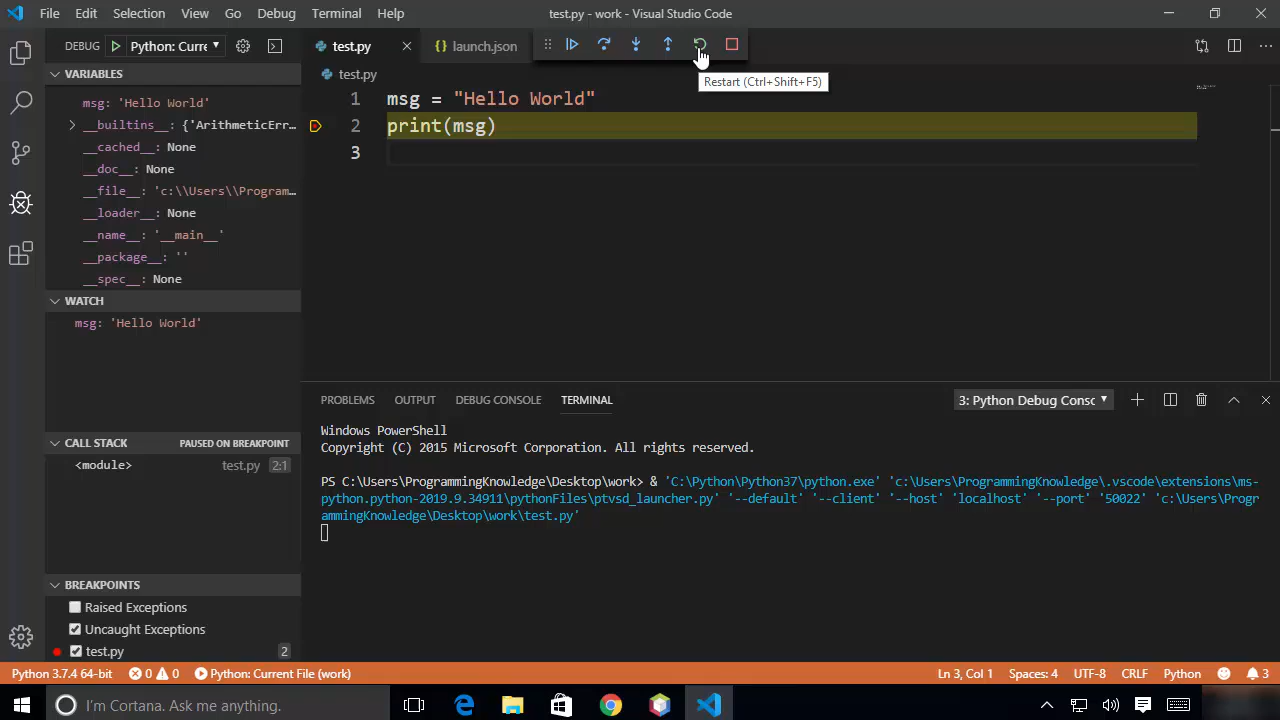 File Edit Selection View Go Debug Terminal Help test.py - work - Visual Studio Code
DEBUG Python: Curre
test.py
launch.json
Restart (Ctrl+Shift+F5)
test.py
1 msg = "Hello World"
2 print(msg)
3
VARIABLES
msg: 'Hello World'
__builtins__: {'ArithmeticErr…
__cached__: None
__doc__: None
__file__: 'c:\\Users\\Program…
__loader__: None
__name__: '__main__'
__package__: ''
__spec__: None
WATCH
msg: 'Hello World'
CALL STACK PAUSED ON BREAKPOINT
<module> test.py 2:1
BREAKPOINTS
Raised Exceptions
Uncaught Exceptions
test.py 2
PROBLEMS OUTPUT DEBUG CONSOLE TERMINAL 3: Python Debug Consc
Windows PowerShell
Copyright (C) 2015 Microsoft Corporation. All rights reserved.
PS C:\Users\ProgrammingKnowledge\Desktop\work> & 'C:\Python\Python37\python.exe' 'c:\Users\ProgrammingKnowledge\.vscode\extensions\ms-
python.python-2019.9.34911\pythonFiles\ptvsd_launcher.py' '--default' '--client' '--host' 'localhost' '--port' '50022' 'c:\Users\Progr
ammingKnowledge\Desktop\work\test.py'
Python 3.7.4 64-bit 0 0 Python: Current File (work) Ln 3, Col 1 Spaces: 4 UTF-8 CRLF Python 3
I'm Cortana. Ask me anything.